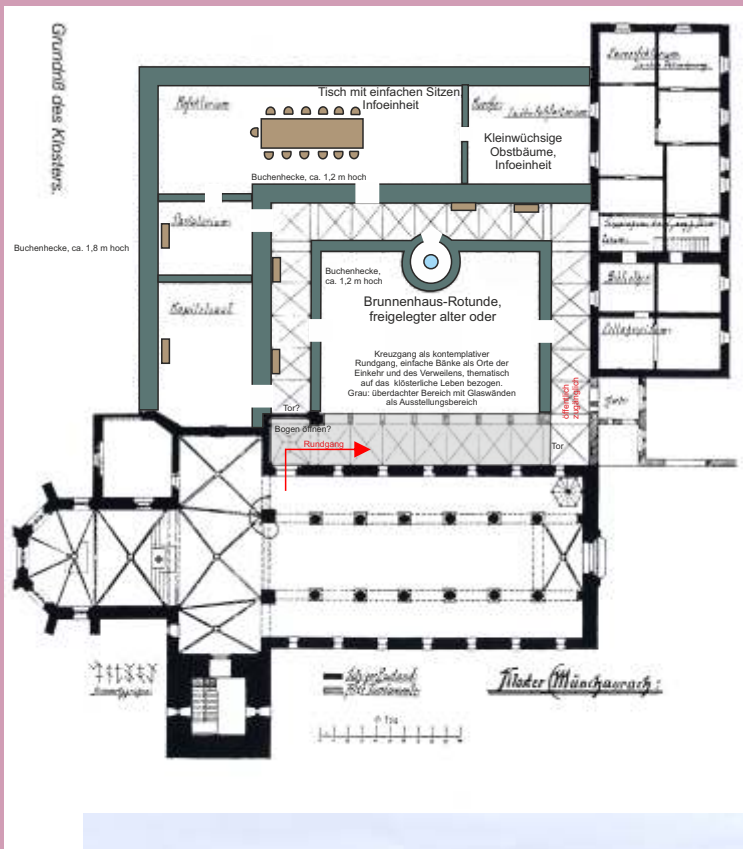 Grundriß des Klosters.
Refektorium
Tisch mit einfachen Sitzen,
Infoeinheit
Kleinwüchsige
Obstbäume,
Infoeinheit
Buchenhecke, ca. 1,2 m hoch
Buchenhecke, ca. 1,8 m hoch
Kapitelsaal
Buchenhecke,
ca. 1,2 m hoch
Brunnenhaus-Rotunde,
freigelegter alter oder
Kreuzgang als kontemplativer
Rundgang, einfache Bänke als Orte der
Einkehr und des Verweilens, thematisch
auf das klösterliche Leben bezogen.
Grau: überdachter Bereich mit Glaswänden
als Ausstellungsbereich
öffentlich
zugänglich
Tor?
Bogen öffnen?
Rundgang
Tor
Kloster Münchaurach: